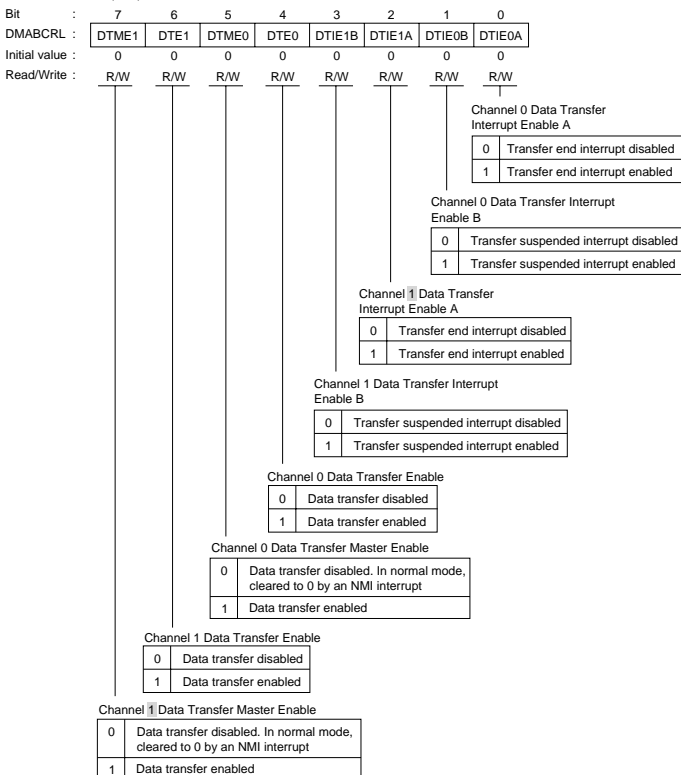 Bit : 7 6 5 4 3 2 1 0
DMABCRL : DTME1 DTE1 DTME0 DTE0 DTIE1B DTIE1A DTIE0B DTIE0A
Initial value : 0 0 0 0 0 0 0 0
Read/Write : R/W R/W R/W R/W R/W R/W R/W R/W
Channel 0 Data Transfer
Interrupt Enable A
0 Transfer end interrupt disabled
1 Transfer end interrupt enabled
Channel 0 Data Transfer Interrupt
Enable B
0 Transfer suspended interrupt disabled
1 Transfer suspended interrupt enabled
Channel 1 Data Transfer
Interrupt Enable A
0 Transfer end interrupt disabled
1 Transfer end interrupt enabled
Channel 1 Data Transfer Interrupt
Enable B
0 Transfer suspended interrupt disabled
1 Transfer suspended interrupt enabled
Channel 0 Data Transfer Enable
0 Data transfer disabled
1 Data transfer enabled
Channel 0 Data Transfer Master Enable
0 Data transfer disabled. In normal mode,
cleared to 0 by an NMI interrupt
1 Data transfer enabled
Channel 1 Data Transfer Enable
0 Data transfer disabled
1 Data transfer enabled
Channel 1 Data Transfer Master Enable
0 Data transfer disabled. In normal mode,
cleared to 0 by an NMI interrupt
1 Data transfer enabled